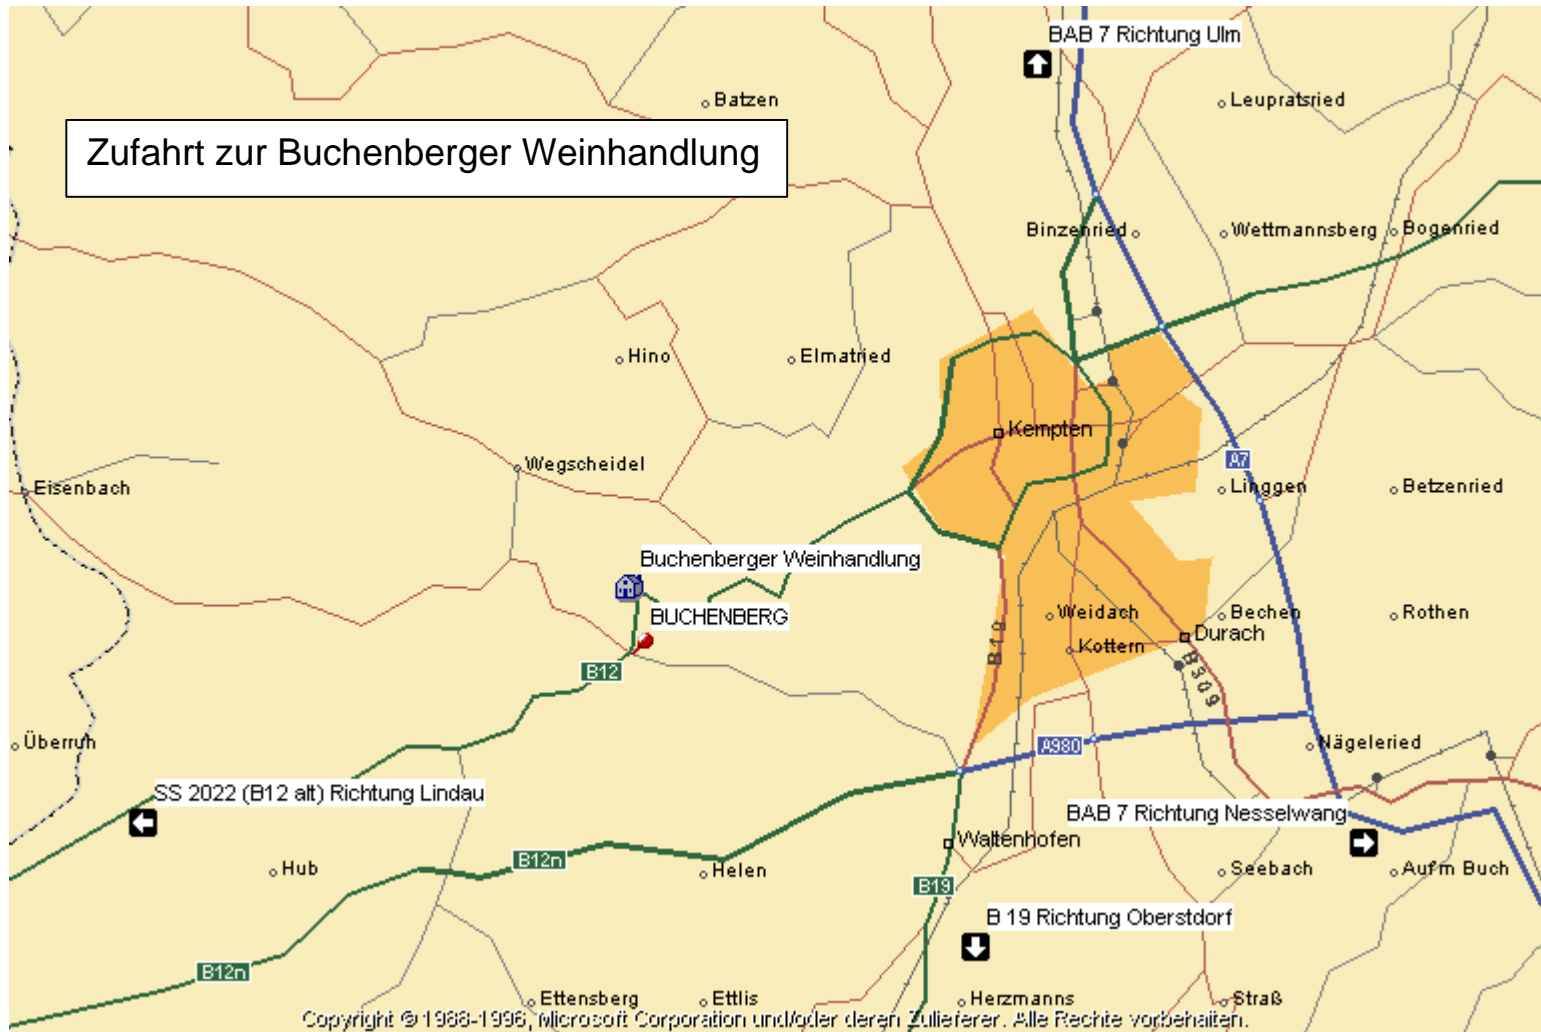 BAB 7 Richtung Ulm
Batzen
Leupratsried
Zufahrt zur Buchenberger Weinhandlung
Binzenried
Wettmannsberg
Bogenried
Hino
Elmatried
Kempten
Wegscheidel
A7
Eisenbach
Linggen
Betzenried
Buchenberger Weinhandlung
BUCHENBERG
Weidach
Bechen
Rothen
B19
Kottern
Durach
B12
B309
Überruh
A980
Nägeleried
SS 2022 (B12 alt) Richtung Lindau
BAB 7 Richtung Nesselwang
Waltenhofen
B12n
Hub
Helen
Seebach
Auf'm Buch
B19
B 19 Richtung Oberstdorf
B12n
Ettensberg
Ettlis
Herzmanns
Straß
Copyright © 1988-1996, Microsoft Corporation und/oder deren Zulieferer. Alle Rechte vorbehalten.